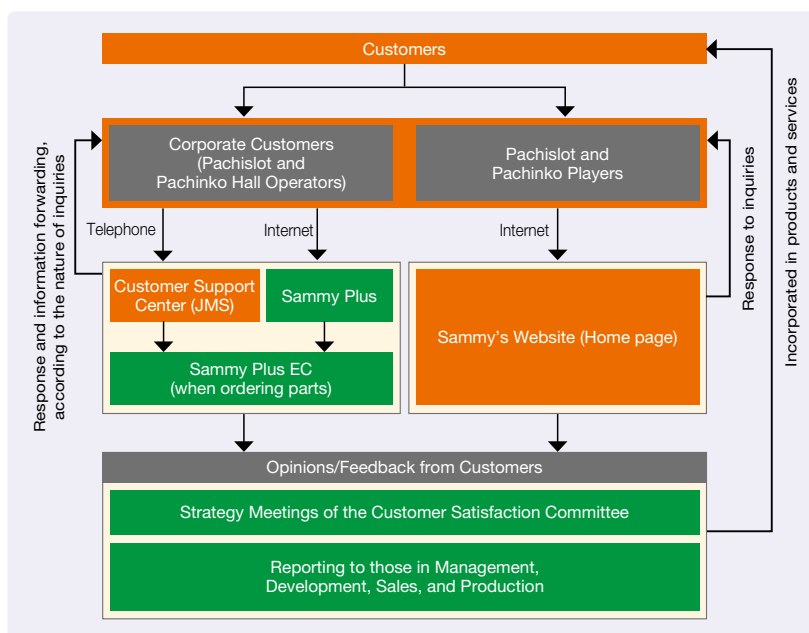 Customers
Corporate Customers
(Pachislot and
Pachinko Hall Operators)
Pachislot and
Pachinko Players
Telephone
Internet
Internet
Customer Support
Center (JMS)
Sammy Plus
Sammy Plus EC
(when ordering parts)
Sammy’s Website (Home page)
Opinions/Feedback from Customers
Strategy Meetings of the Customer Satisfaction Committee
Reporting to those in Management,
Development, Sales, and Production
Response and information forwarding,
according to the nature of inquiries
Response to inquiries
Incorporated in products and services